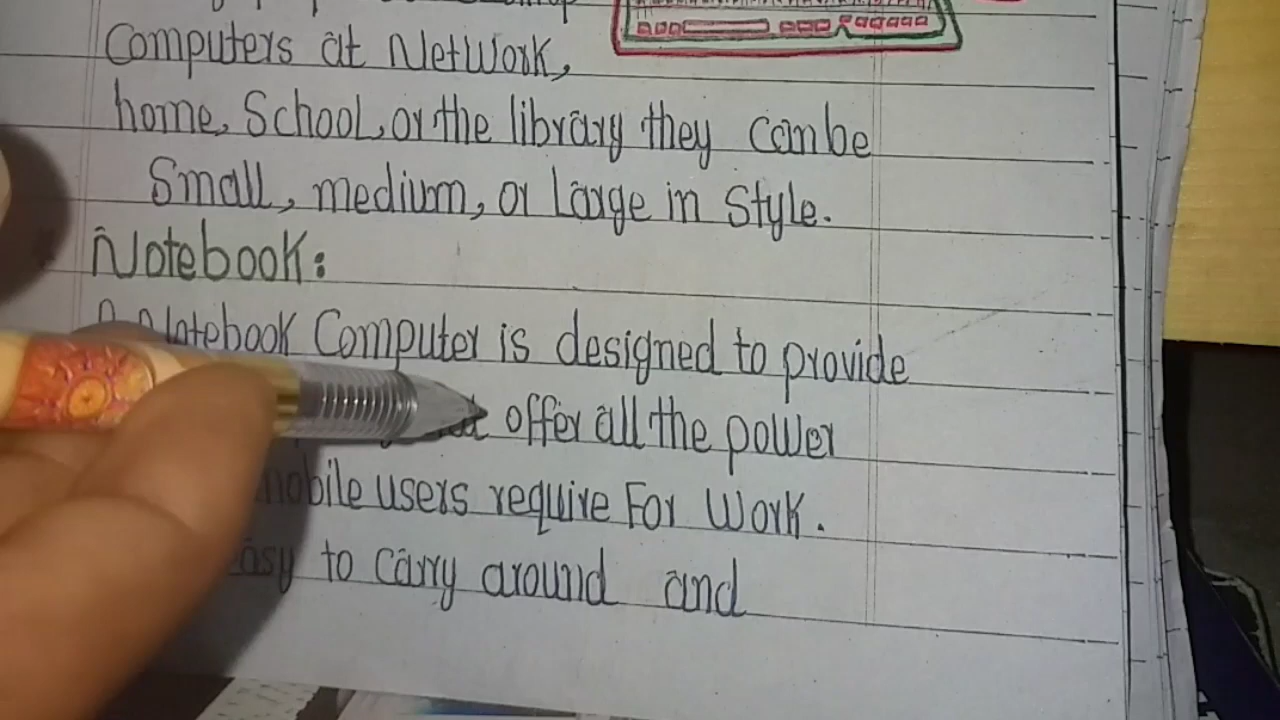 Computers at Network,
home, School, or the library they can be
Small, medium, or Large in Style.
Notebook:
A Notebook Computer is designed to provide
offer all the power
mobile users require For Work.
easy to carry around and